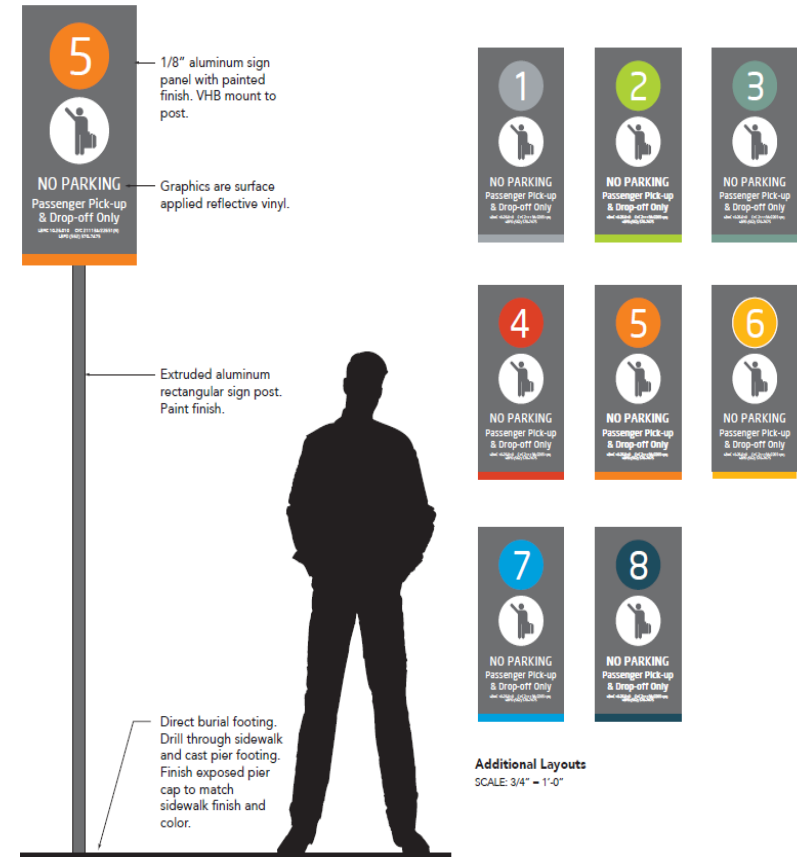 5
NO PARKING
Passenger Pick-up
& Drop-off Only
1/8" aluminum sign
panel with painted
finish. VHB mount to
post.
Graphics are surface
applied reflective vinyl.
Extruded aluminum
rectangular sign post.
Paint finish.
Direct burial footing.
Drill through sidewalk
and cast pier footing.
Finish exposed pier
cap to match
sidewalk finish and
color.
1
NO PARKING
Passenger Pick-up
& Drop-off Only
2
NO PARKING
Passenger Pick-up
& Drop-off Only
3
NO PARKING
Passenger Pick-up
& Drop-off Only
4
NO PARKING
Passenger Pick-up
& Drop-off Only
5
NO PARKING
Passenger Pick-up
& Drop-off Only
6
NO PARKING
Passenger Pick-up
& Drop-off Only
7
NO PARKING
Passenger Pick-up
& Drop-off Only
8
NO PARKING
Passenger Pick-up
& Drop-off Only
Additional Layouts
SCALE: 3/4" = 1'-0"